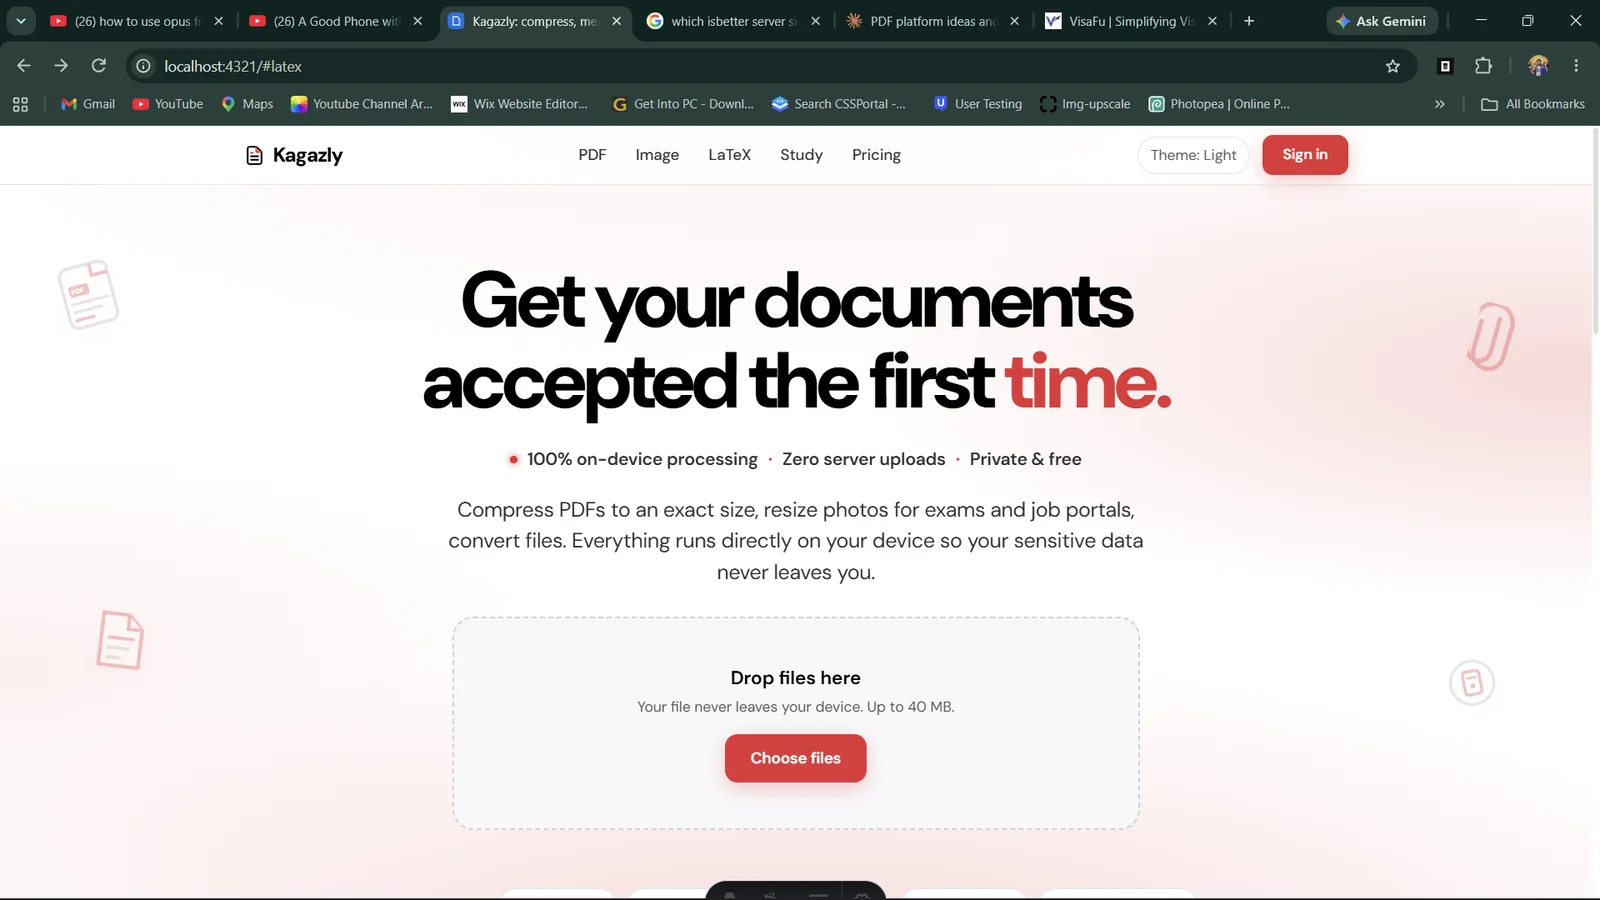 (26) how to use opus f
(26) A Good Phone wit
Kagazly: compress, me
which isbetter server si
PDF platform ideas and
VisaFu | Simplifying Vis
Ask Gemini
localhost:4321/#latex
Gmail
YouTube
Maps
Youtube Channel Ar...
WIX
Wix Website Editor...
Get Into PC - Downl...
Search CSSPortal -...
User Testing
Img-upscale
Photopea | Online P...
All Bookmarks
Kagazly
PDF
Image
LaTeX
Study
Pricing
Theme: Light
Sign in
PDF
Get your documents
accepted the first time.
100% on-device processing · Zero server uploads · Private & free
Compress PDFs to an exact size, resize photos for exams and job portals,
convert files. Everything runs directly on your device so your sensitive data
never leaves you.
Drop files here
Your file never leaves your device. Up to 40 MB.
Choose files